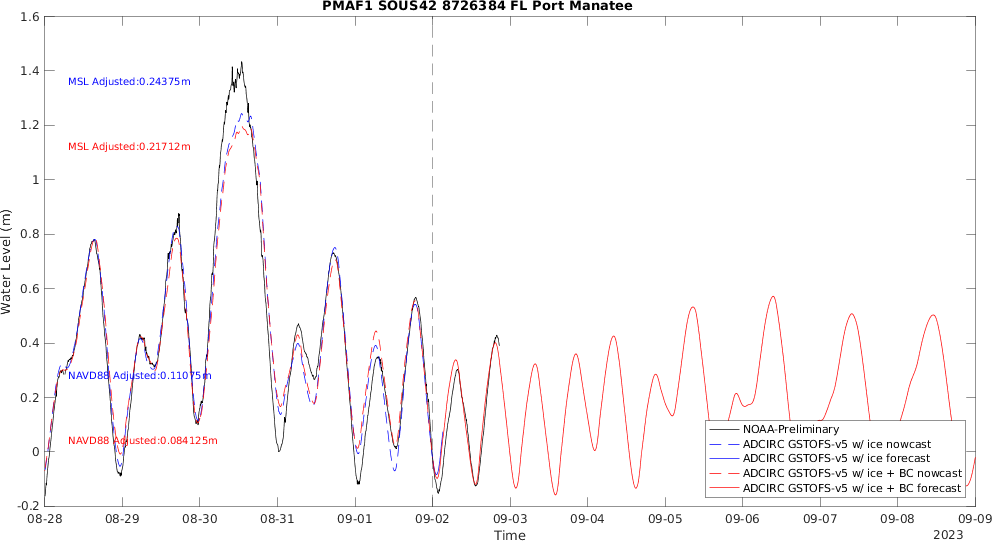 PMAF1 SOUS42 8726384 FL Port Manatee
1.6
1.4
1.2
1
0.8
0.6
0.4
0.2
0
-0.2
Water Level (m)
MSL Adjusted:0.24375m
MSL Adjusted:0.21712m
NAVD88 Adjusted:0.11075m
NAVD88 Adjusted:0.084125m
NOAA-Preliminary
ADCIRC GSTOFS-v5 w/ ice nowcast
ADCIRC GSTOFS-v5 w/ ice forecast
ADCIRC GSTOFS-v5 w/ ice + BC nowcast
ADCIRC GSTOFS-v5 w/ ice + BC forecast
08-28 08-29 08-30 08-31 09-01 09-02 09-03 09-04 09-05 09-06 09-07 09-08 09-09
Time
2023